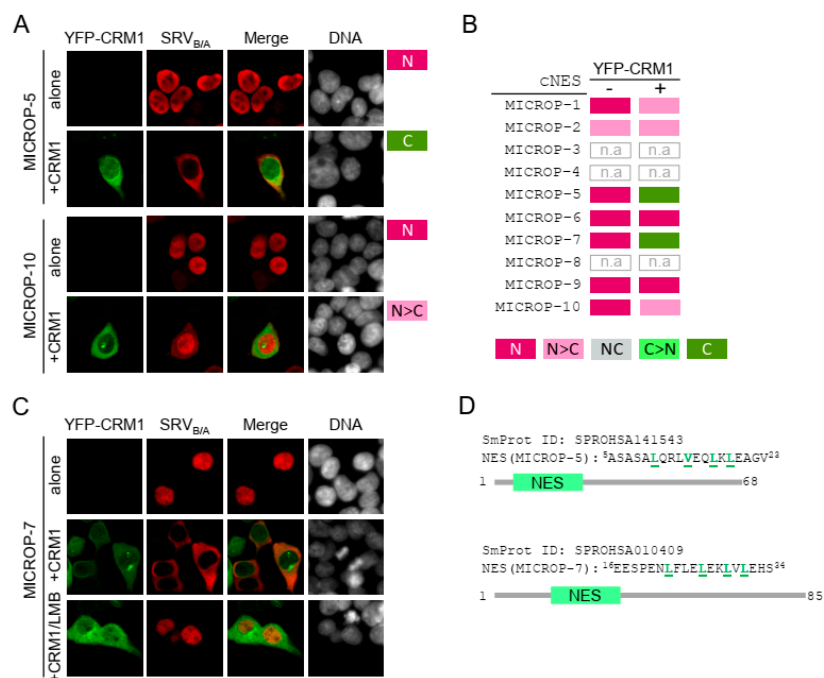 A
YFP-CRM1 SRVB/A Merge DNA
MICROP-5
alone
N
+CRM1
C
MICROP-10
alone
N
+CRM1
N>C
B
YFP-CRM1
cNES - +
MICROP-1
MICROP-2
MICROP-3 n.a n.a
MICROP-4 n.a n.a
MICROP-5
MICROP-6
MICROP-7
MICROP-8 n.a n.a
MICROP-9
MICROP-10
N N>C NC C>N C
C
YFP-CRM1 SRVB/A Merge DNA
MICROP-7
alone
+CRM1
+CRM1/LMB
D
SmProt ID: SPROHSA141543
NES(MICROP-5): 5ASASALQRLVEQLKLEAGV23
1 NES 68
SmProt ID: SPROHSA010409
NES(MICROP-7): 16EESPENLFLELEKLVLEHS34
1 NES 85